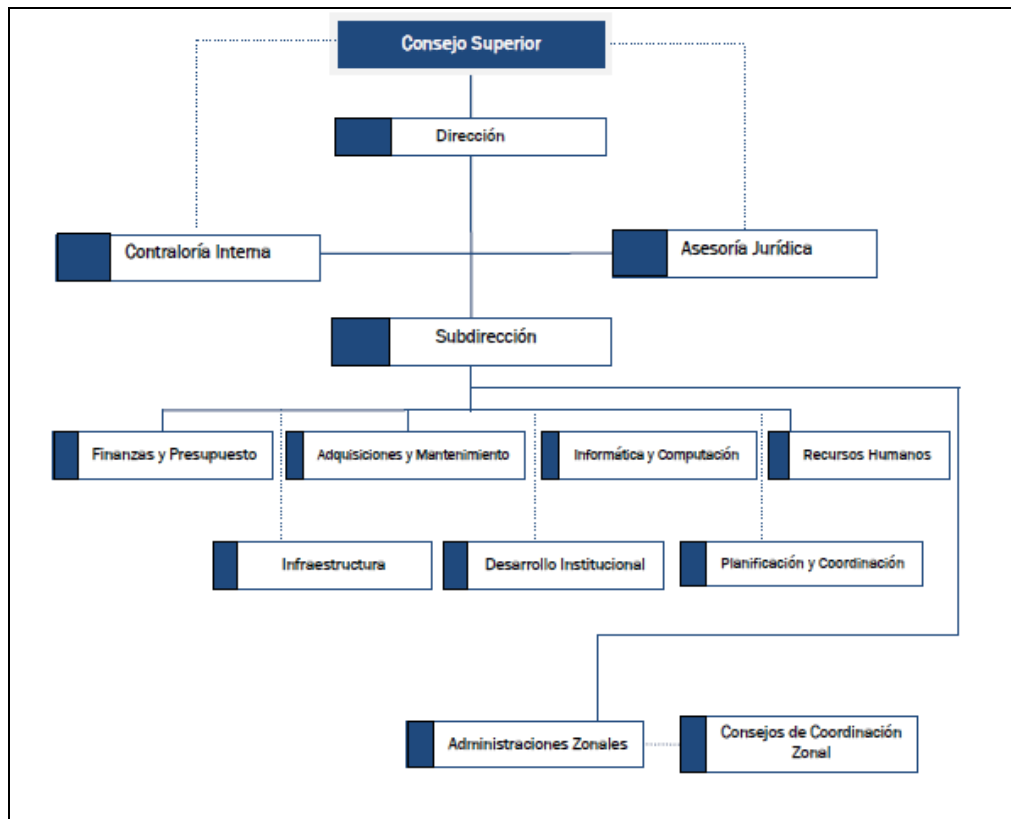 Consejo Superior
Dirección
Contraloría Interna
Asesoría Jurídica
Subdirección
Finanzas y Presupuesto
Adquisiciones y Mantenimiento
Informática y Computación
Recursos Humanos
Infraestructura
Desarrollo Institucional
Planificación y Coordinación
Administraciones Zonales
Consejos de Coordinación
Zonal